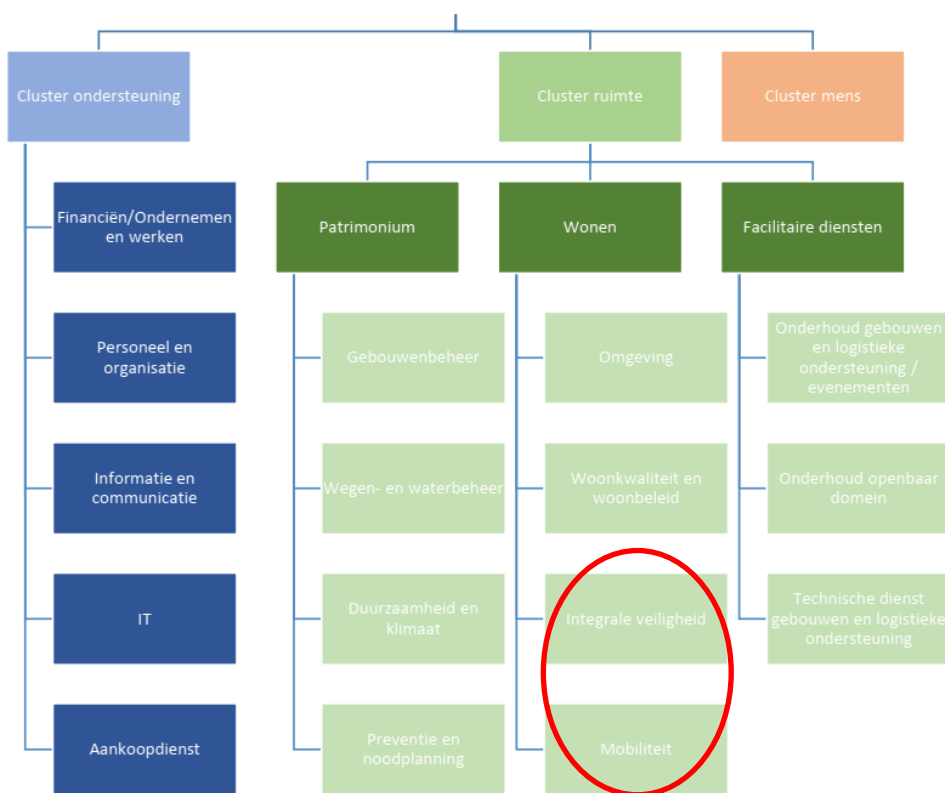 Cluster ondersteuning
Cluster ruimte
Cluster mens
Financiën/Ondernemen
en werken
Patrimonium
Wonen
Facilitaire diensten
Personeel en
organisatie
Gebouwenbeheer
Omgeving
Onderhoud gebouwen
en logistieke
ondersteuning /
evenementen
Informatie en
communicatie
Wegen- en waterbeheer
Woonkwaliteit en
woonbeleid
Onderhoud openbaar
domein
IT
Duurzaamheid en
klimaat
Integrale veiligheid
Technische dienst
gebouwen en logistieke
ondersteuning
Aankoopdienst
Preventie en
noodplanning
Mobiliteit